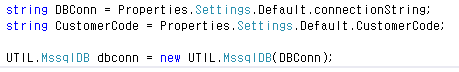 string DBConn = Properties.Settings.Default.connectionString;
string CustomerCode = Properties.Settings.Default.CustomerCode;
UTIL.MssqlDB dbconn = new UTIL.MssqlDB(DBConn);